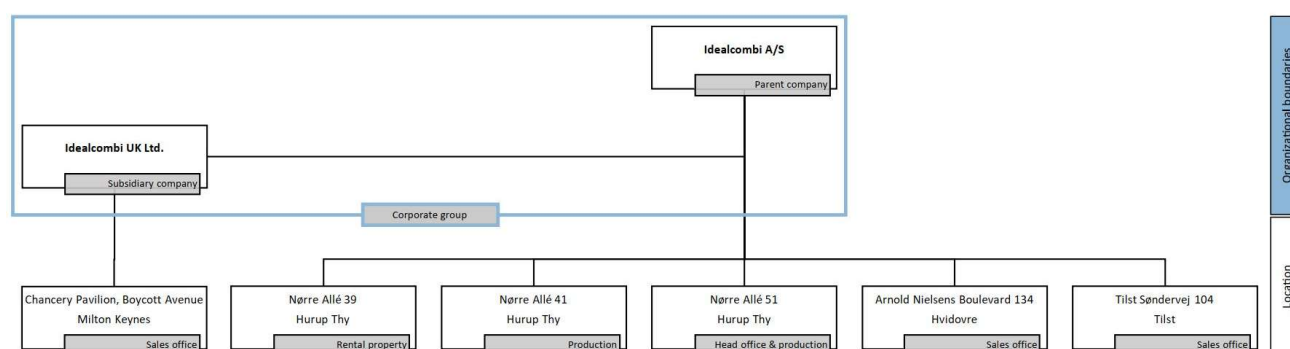 Idealcombi A/S
Parent company
Organizational boundaries
Idealcombi UK Ltd.
Subsidiary company
Corporate group
Chancery Pavilion, Boycott Avenue
Milton Keynes
Sales office
Nørre Allé 39
Hurup Thy
Rental property
Nørre Allé 41
Hurup Thy
Production
Nørre Allé 51
Hurup Thy
Head office & production
Arnold Nielsens Boulevard 134
Hvidovre
Sales office
Tilst Søndervej 104
Tilst
Sales office
Location